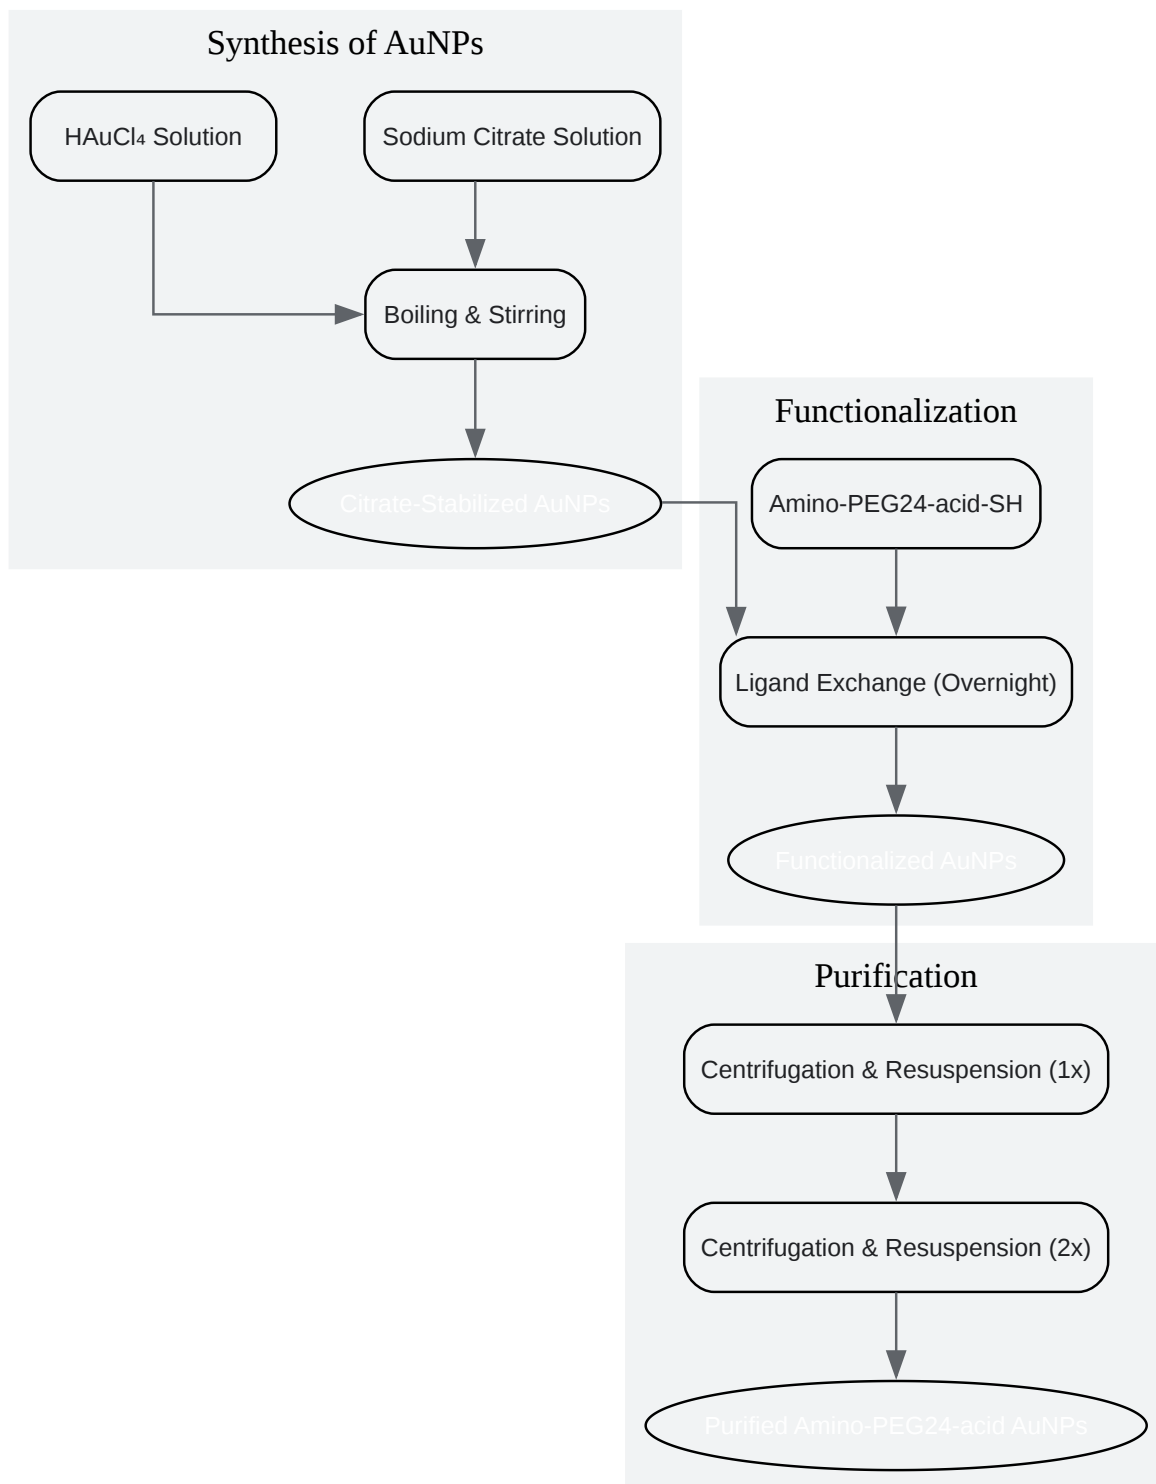 Synthesis of AuNPs
HAuCl₄ Solution
Sodium Citrate Solution
Boiling & Stirring
Citrate-Stabilized AuNPs
Functionalization
Amino-PEG24-acid-SH
Ligand Exchange (Overnight)
Functionalized AuNPs
Purification
Centrifugation & Resuspension (1x)
Centrifugation & Resuspension (2x)
Purified Amino-PEG24-acid AuNPs